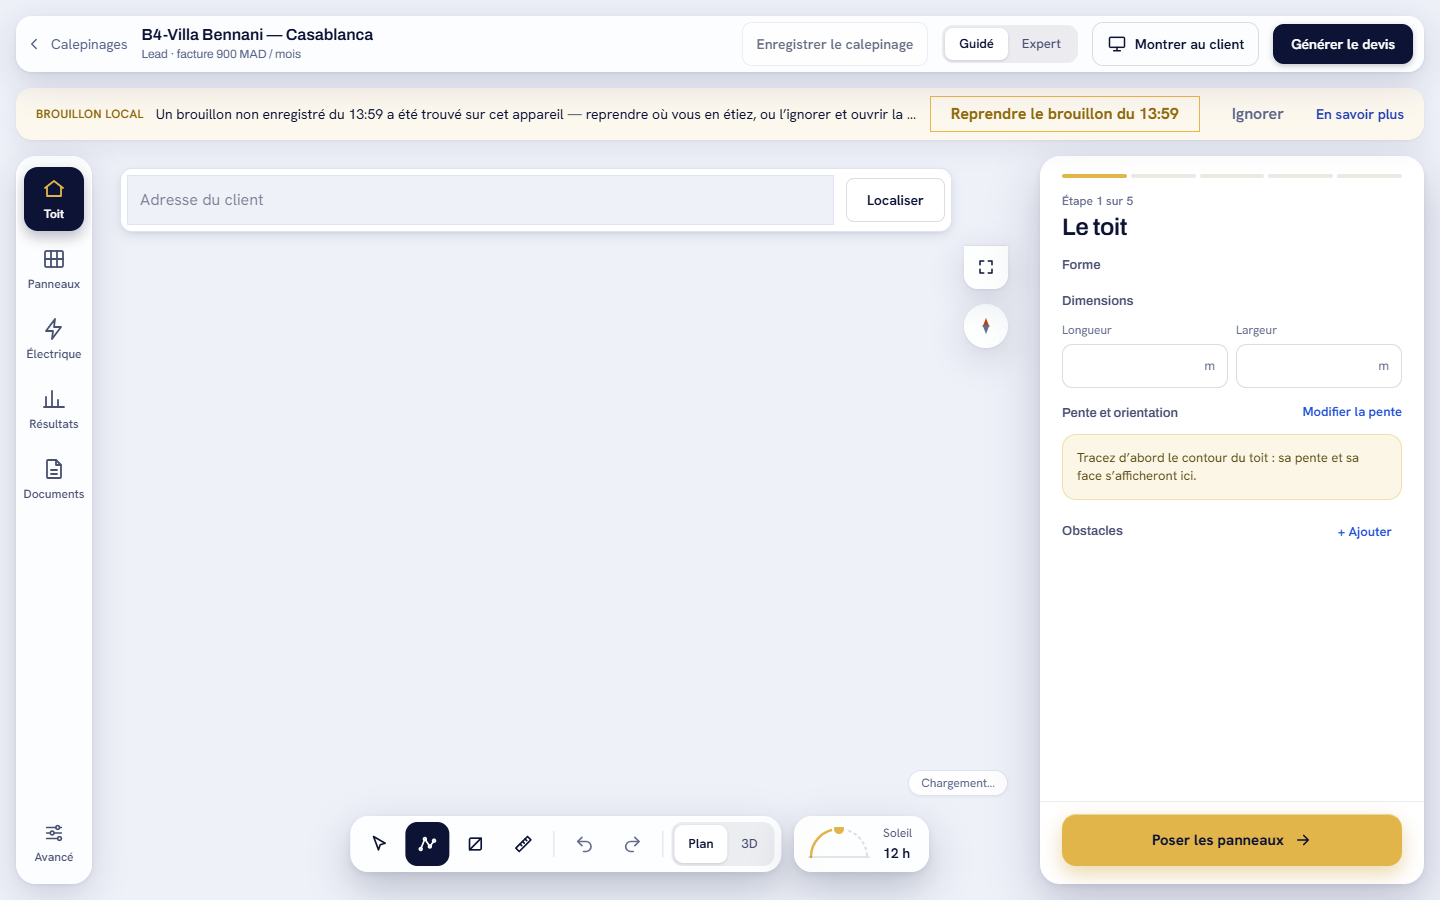 Calepinages
B4-Villa Bennani — Casablanca
Lead · facture 900 MAD / mois
Enregistrer le calepinage
Guidé
Expert
Montrer au client
Générer le devis
BROUILLON LOCAL
Un brouillon non enregistré du 13:59 a été trouvé sur cet appareil — reprendre où vous en étiez, ou l’ignorer et ouvrir la ...
Reprendre le brouillon du 13:59
Ignorer
En savoir plus
Toit
Panneaux
Électrique
Résultats
Documents
Avancé
Adresse du client
Localiser
Chargement...
Plan
3D
Soleil
12 h
Étape 1 sur 5
Le toit
Forme
Dimensions
Longueur
Largeur
m
m
Pente et orientation
Modifier la pente
Tracez d’abord le contour du toit : sa pente et sa
face s’afficheront ici.
Obstacles
+ Ajouter
Poser les panneaux